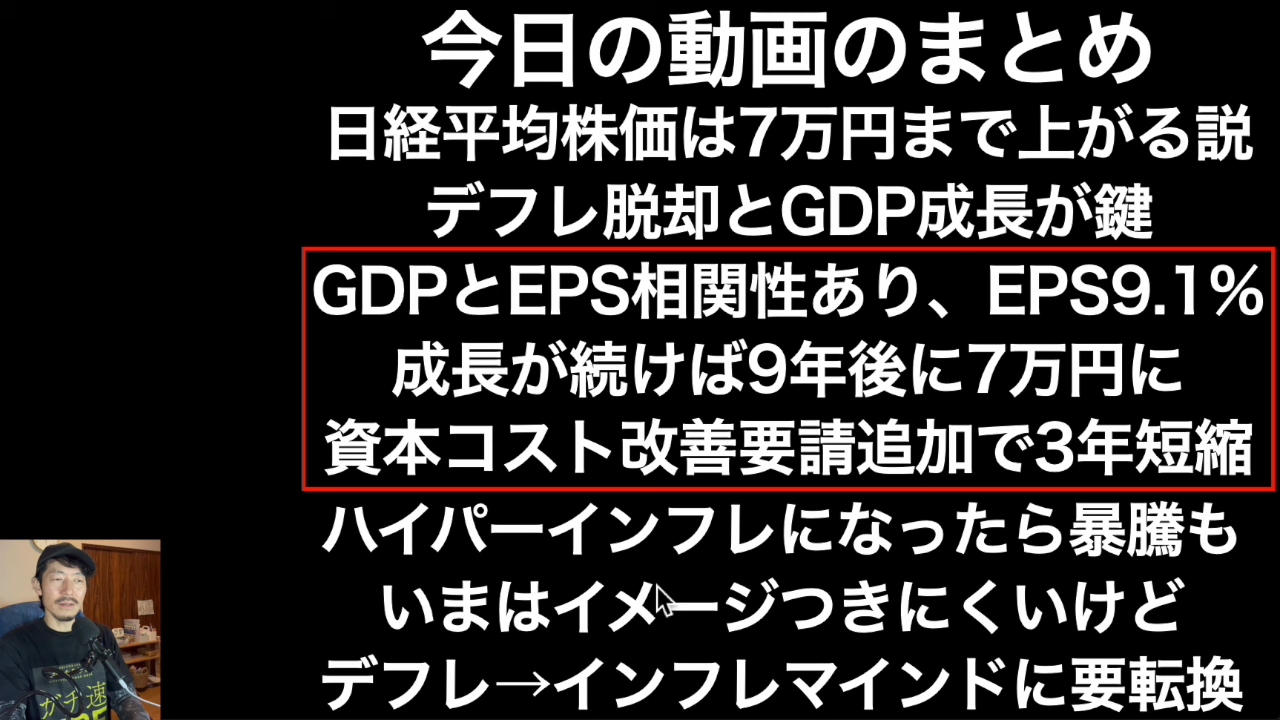 今日の動画のまとめ
日経平均株価は7万円まで上がる説
デフレ脱却とGDP成長が鍵
GDPとEPS相関性あり、EPS9.1%
成長が続けば9年後に7万円に
資本コスト改善要請追加で3年短縮
ハイパーインフレになったら暴騰も
いまはイメージつきにくいけど
デフレ→インフレマインドに要転換
ガチ速